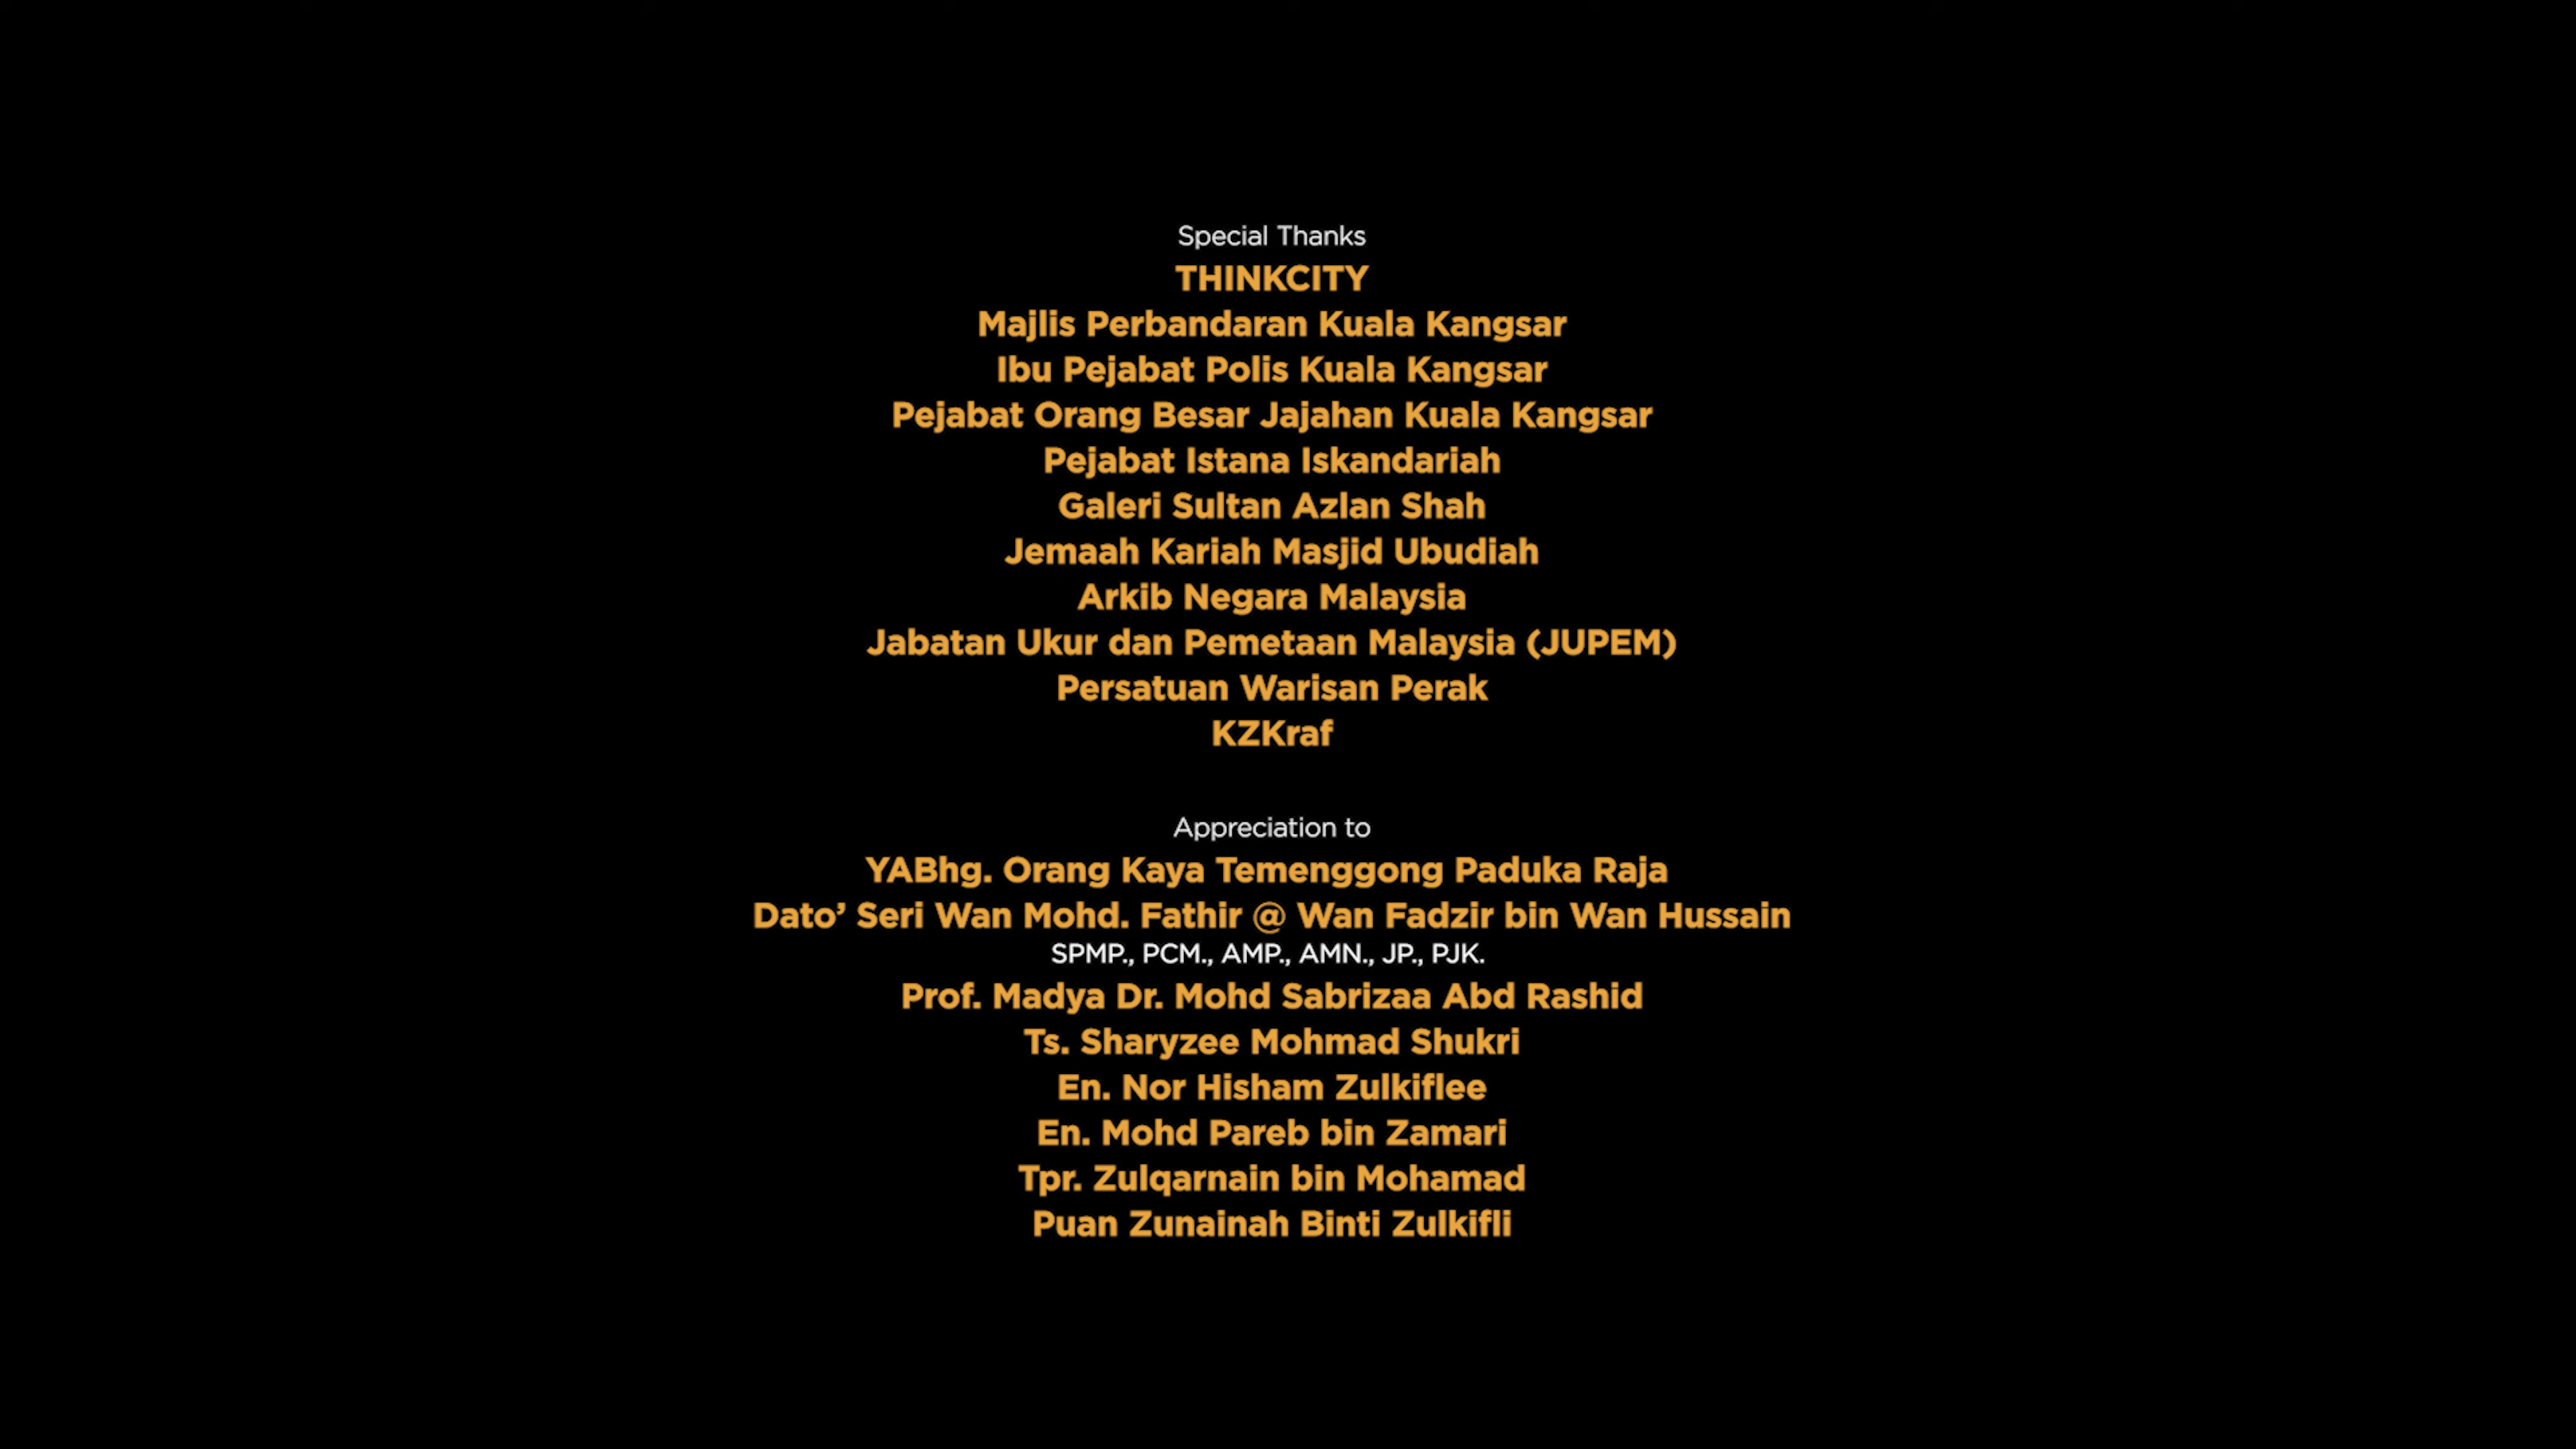 Special Thanks
THINKCITY
Majlis Perbandaran Kuala Kangsar
Ibu Pejabat Polis Kuala Kangsar
Pejabat Orang Besar Jajahan Kuala Kangsar
Pejabat Istana Iskandariah
Galeri Sultan Azlan Shah
Jemaah Kariah Masjid Ubudiah
Arkib Negara Malaysia
Jabatan Ukur dan Pemetaan Malaysia (JUPEM)
Persatuan Warisan Perak
KZKraf
Appreciation to
YABhg. Orang Kaya Temenggong Paduka Raja
Dato’ Seri Wan Mohd. Fathir @ Wan Fadzir bin Wan Hussain
SPMP., PCM., AMP., AMN., JP., PJK.
Prof. Madya Dr. Mohd Sabrizaa Abd Rashid
Ts. Sharyzee Mohmad Shukri
En. Nor Hisham Zulkiflee
En. Mohd Pareb bin Zamari
Tpr. Zulqarnain bin Mohamad
Puan Zunainah Binti Zulkifli